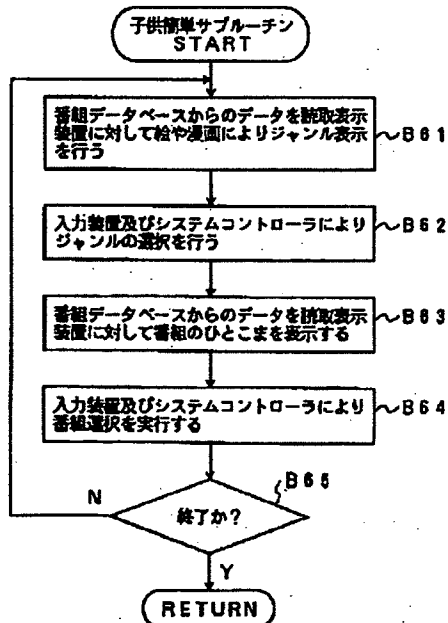 子供簡単サブルーチン
START
番組データベースからのデータを読取表示
装置に対して絵や漫画によりジャンル表示
を行う
B61
入力装置及びシステムコントローラにより
ジャンルの選択を行う
B62
番組データベースからのデータを読取表示
装置に対して番組のひとこまを表示する
B63
入力装置及びシステムコントローラにより
番組選択を実行する
B64
B65
N
終了か?
Y
RETURN